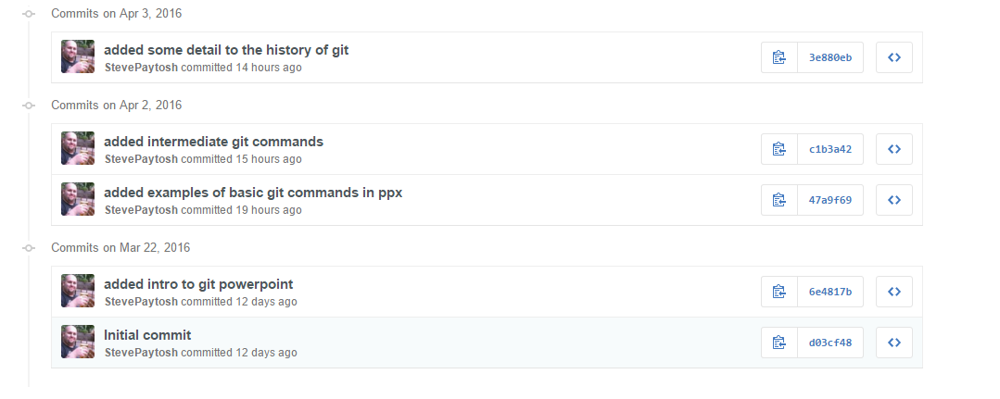 Commits on Apr 3, 2016
added some detail to the history of git
StevePaytosh committed 14 hours ago
3e880eb
Commits on Apr 2, 2016
added intermediate git commands
StevePaytosh committed 15 hours ago
c1b3a42
added examples of basic git commands in ppx
StevePaytosh committed 19 hours ago
47a9f69
Commits on Mar 22, 2016
added intro to git powerpoint
StevePaytosh committed 12 days ago
6e4817b
Initial commit
StevePaytosh committed 12 days ago
d03cf48